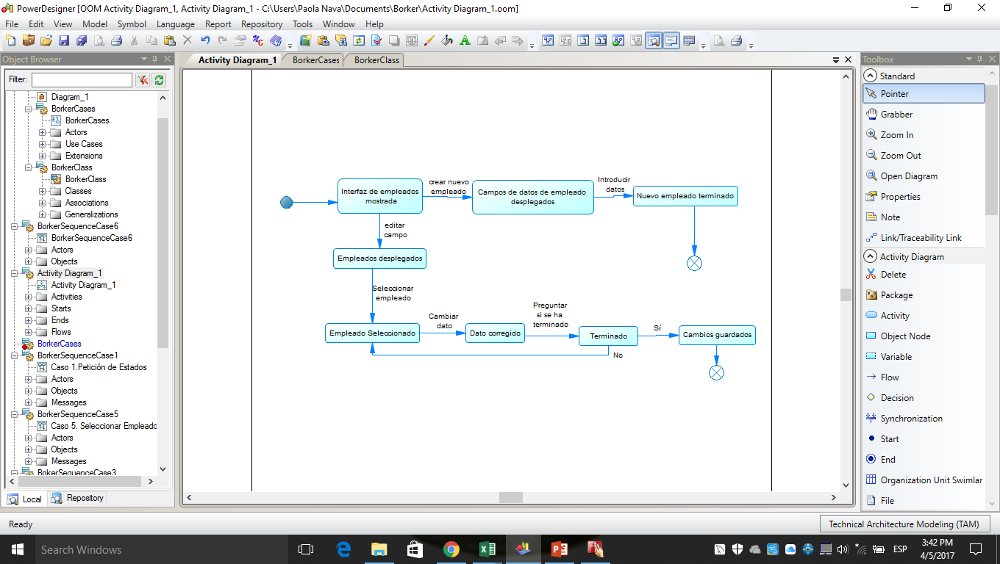 PowerDesigner [OOM Activity Diagram_1, Activity Diagram_1 - C:\Users\Paola Nava\Documents\Borker\Activity Diagram_1.oom]
File Edit View Model Symbol Language Report Repository Tools Window Help
Object Browser
Filter:
Diagram_1
BorkerCases
BorkerCases
Actors
Use Cases
Extensions
BorkerClass
BorkerClass
Classes
Associations
Generalizations
BorkerSequenceCase6
BorkerSequenceCase6
Actors
Objects
Activity Diagram_1
Activity Diagram_1
Activities
Starts
Ends
Flows
BorkerCases
BorkerSequenceCase1
Caso 1.Petición de Estados
Actors
Objects
Messages
BorkerSequenceCase5
Caso 5. Seleccionar Empleado
Actors
Objects
Messages
BokerSequenceCase3
Local Repository
Activity Diagram_1 BorkerCases BorkerClass
Interfaz de empleados
mostrada
crear nuevo
empleado
Campos de datos de empleado
desplegados
Introducir
datos
Nuevo empleado terminado
editar
campo
Empleados desplegados
Seleccionar
empleado
Empleado Seleccionado
Cambiar
dato
Dato corregido
Preguntar
si se ha
terminado
Terminado
Sí
Cambios guardados
No
Toolbox
Standard
Pointer
Grabber
Zoom In
Zoom Out
Open Diagram
Properties
Note
Link/Traceability Link
Activity Diagram
Delete
Package
Activity
Object Node
Variable
Flow
Decision
Synchronization
Start
End
Organization Unit Swimlar
File
Ready
Technical Architecture Modeling (TAM)
Search Windows
ESP
3:42 PM
4/5/2017